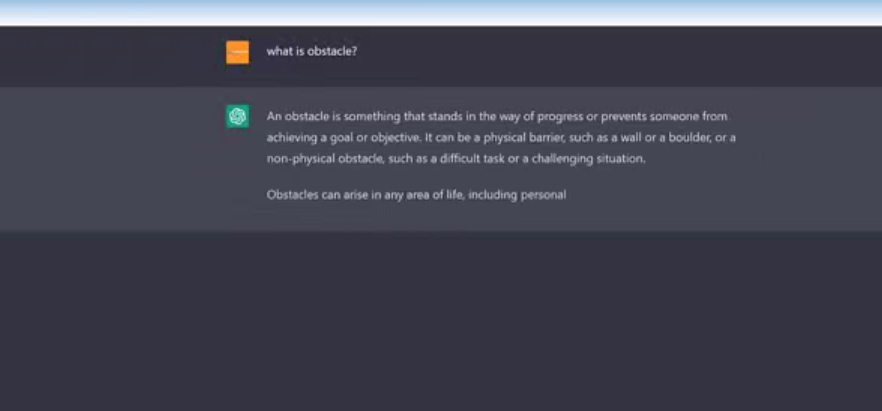 what is obstacle?
An obstacle is something that stands in the way of progress or prevents someone from
achieving a goal or objective. It can be a physical barrier, such as a wall or a boulder, or a
non-physical obstacle, such as a difficult task or a challenging situation.
Obstacles can arise in any area of life, including personal